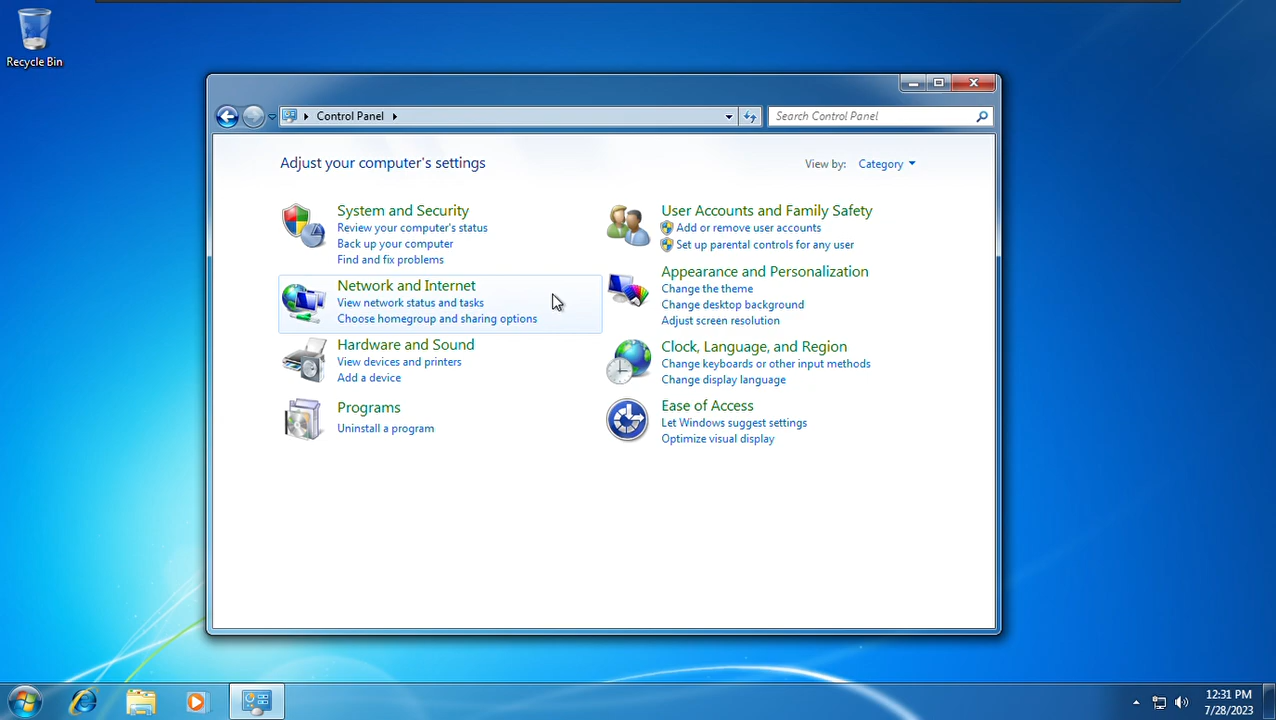 Recycle Bin
Control Panel
Search Control Panel
Adjust your computer's settings
View by: Category
System and Security
Review your computer's status
Back up your computer
Find and fix problems
Network and Internet
View network status and tasks
Choose homegroup and sharing options
Hardware and Sound
View devices and printers
Add a device
Programs
Uninstall a program
User Accounts and Family Safety
Add or remove user accounts
Set up parental controls for any user
Appearance and Personalization
Change the theme
Change desktop background
Adjust screen resolution
Clock, Language, and Region
Change keyboards or other input methods
Change display language
Ease of Access
Let Windows suggest settings
Optimize visual display
12:31 PM
7/28/2023